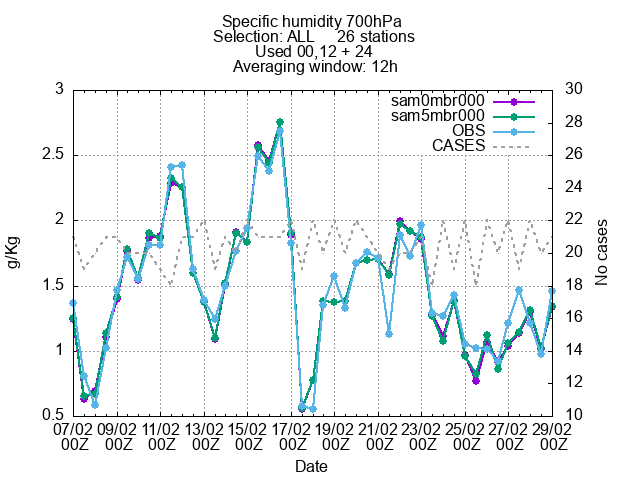 Specific humidity 700hPa
Selection: ALL 26 stations
Used 00,12 + 24
Averaging window: 12h
sam0mbr000
sam5mbr000
OBS
CASES
3
2.5
2
1.5
1
0.5
g/Kg
30
28
26
24
22
20
18
16
14
12
10
No cases
07/02 09/02 11/02 13/02 15/02 17/02 19/02 21/02 23/02 25/02 27/02 29/02
00Z 00Z 00Z 00Z 00Z 00Z 00Z 00Z 00Z 00Z 00Z 00Z
Date